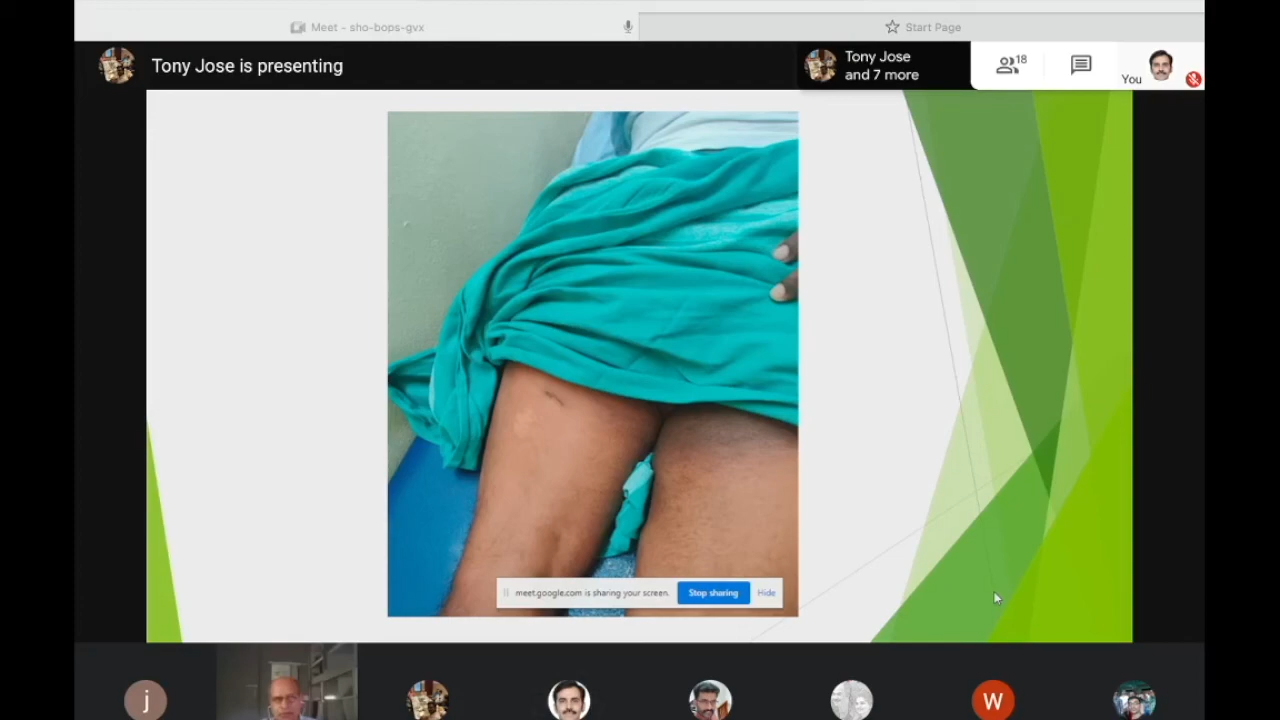 Meet - sho-bops-gvx
Start Page
Tony Jose is presenting
Tony Jose
and 7 more
18
You
meet.google.com is sharing your screen.
Stop sharing
Hide
j
W